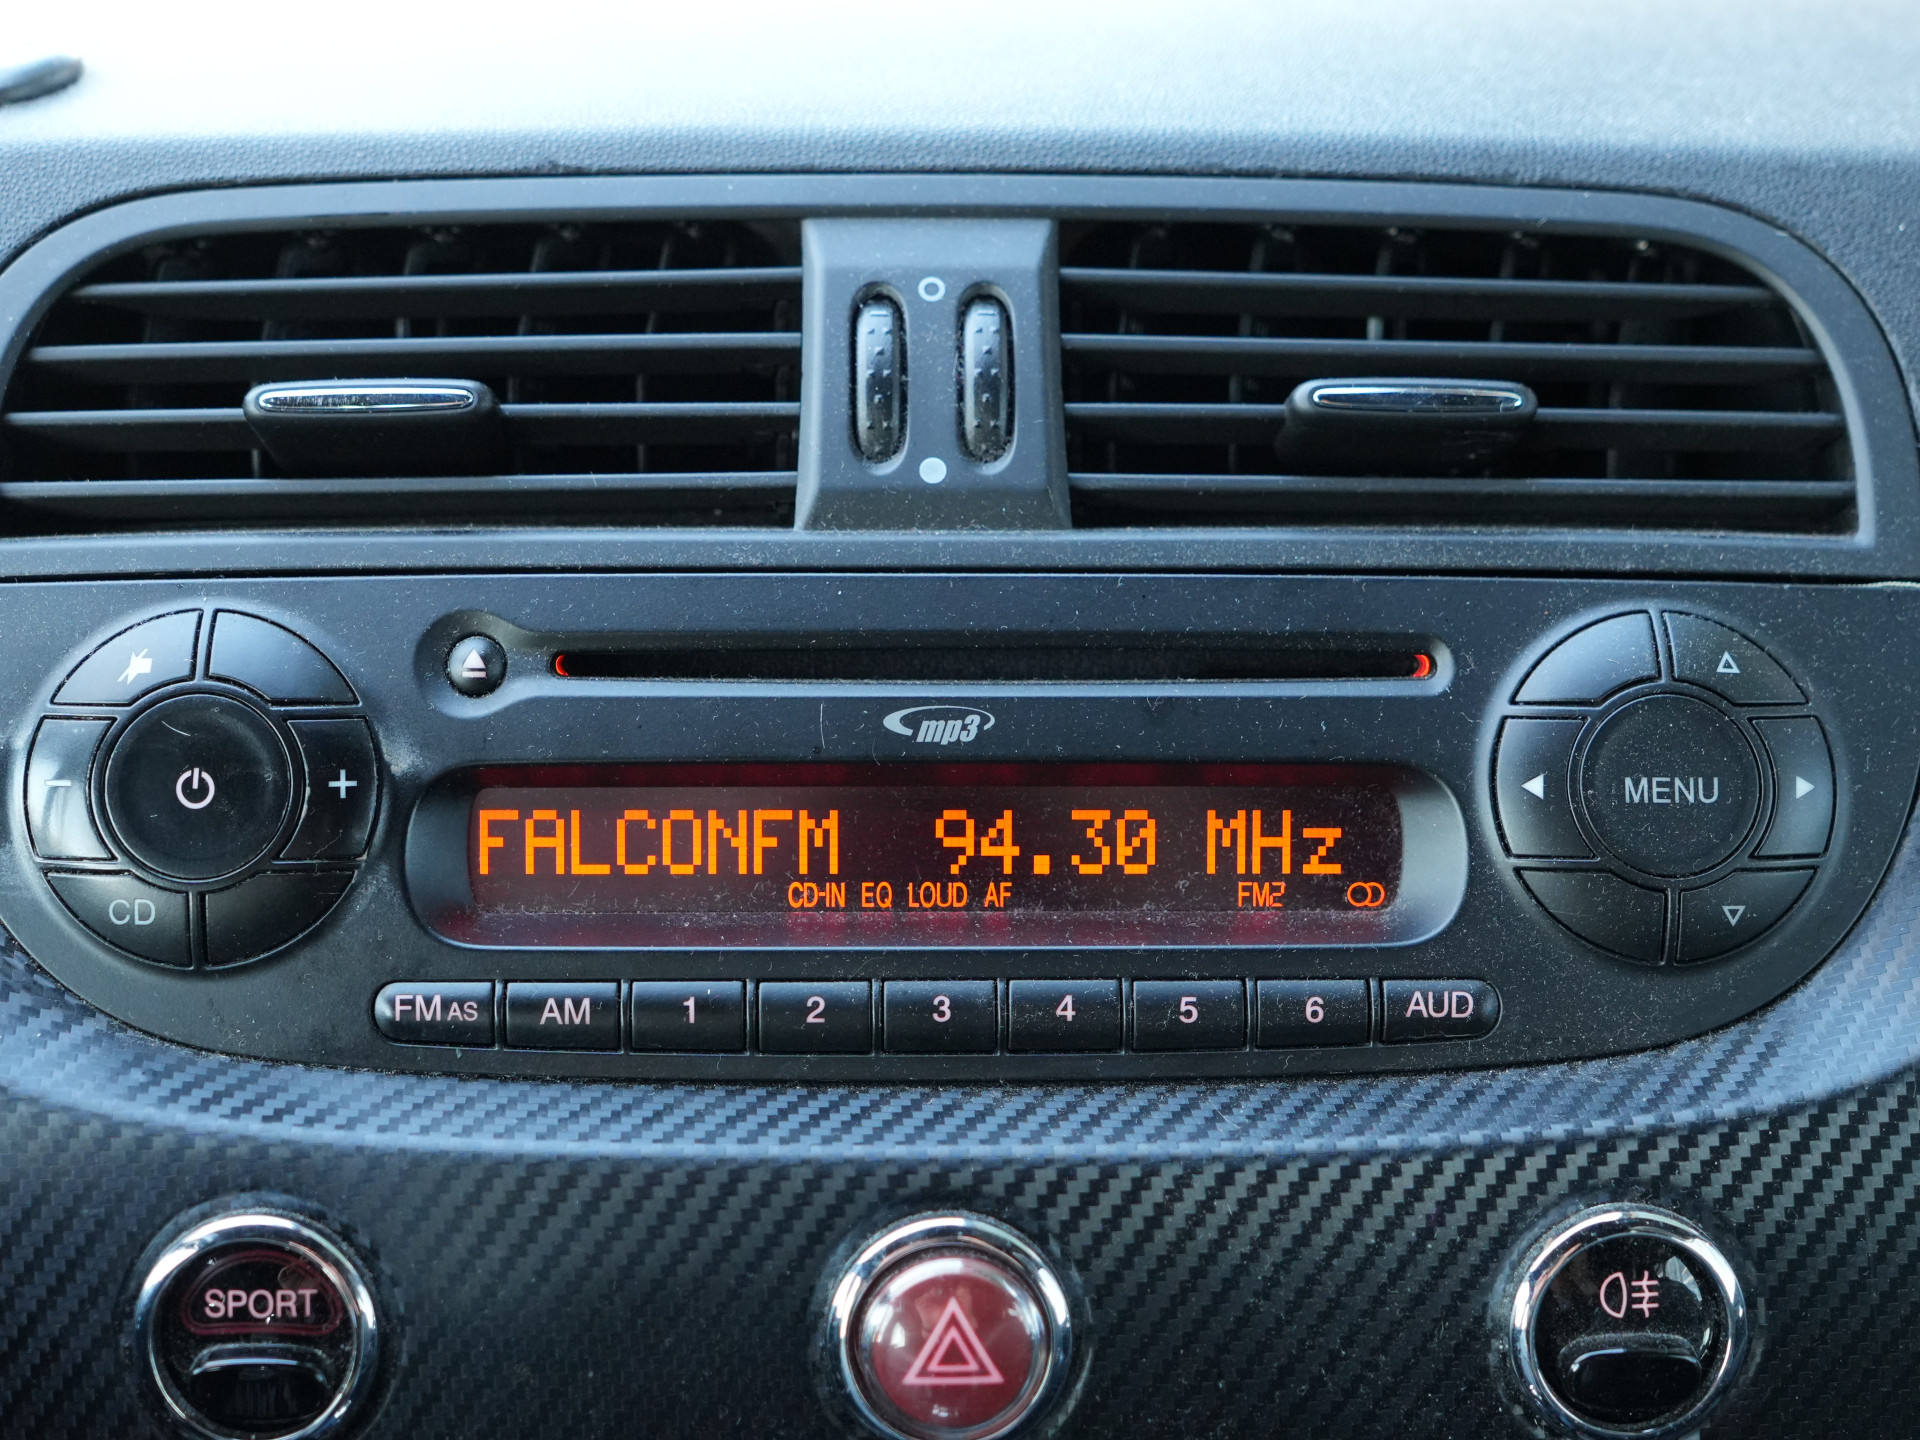 mp3
FALCONFM 94.30 MHz
CD-IN EQ LOUD AF FM2
MENU
CD
FM AS AM 1 2 3 4 5 6 AUD
SPORT